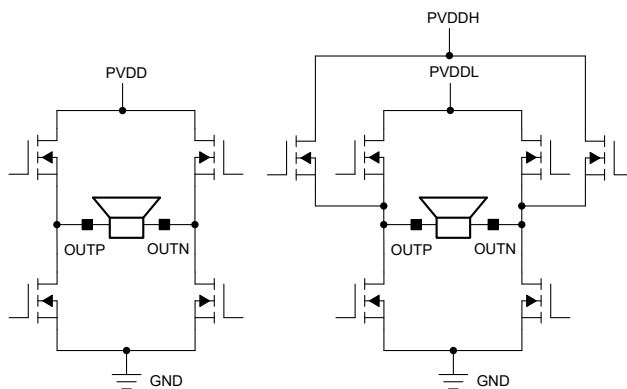 PVDD
OUTP
OUTN
GND
PVDDH
PVDDL
OUTP
OUTN
GND